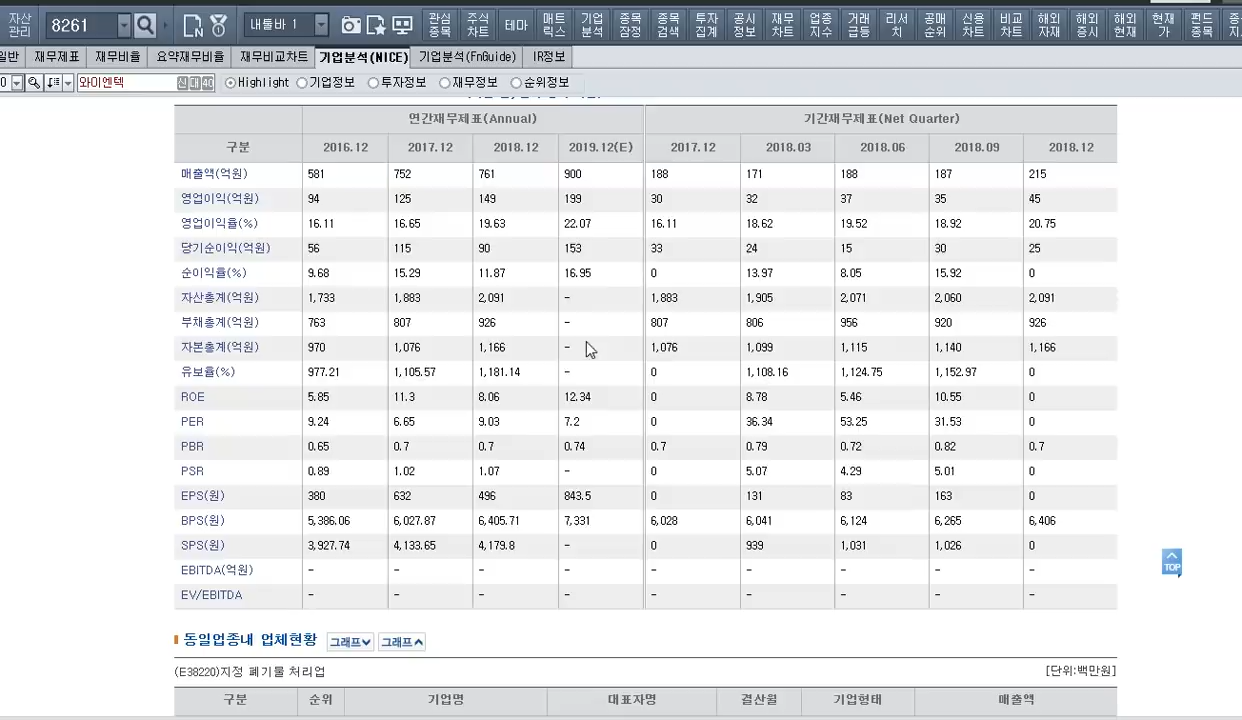 자산 관리 8261 내툴바 1 관심 종목 주식 차트 테마 매트 릭스 기업 분석 종목 잠정 종목 검색 투자 집계 공시 정보 재무 차트 업종 지수 거래 급등 리서 치 공매 순위 신용 차트 비교 차트 해외 자재 해외 증시 해외 현재 현재 가 펀드 종목
일반 재무제표 재무비율 요약재무비율 재무비교차트 기업분석(NICE) 기업분석(FnGuide) IR정보
0 와이엔텍 신 대 40 Highlight 기업정보 투자정보 재무정보 순위정보
연간재무제표(Annual) 기간재무제표(Net Quarter)
구분 2016.12 2017.12 2018.12 2019.12(E) 2017.12 2018.03 2018.06 2018.09 2018.12
매출액(억원) 581 752 761 900 188 171 188 187 215
영업이익(억원) 94 125 149 199 30 32 37 35 45
영업이익률(%) 16.11 16.65 19.63 22.07 16.11 18.62 19.52 18.92 20.75
당기순이익(억원) 56 115 90 153 33 24 15 30 25
순이익률(%) 9.68 15.29 11.87 16.95 0 13.97 8.05 15.92 0
자산총계(억원) 1,733 1,883 2,091 - 1,883 1,905 2,071 2,060 2,091
부채총계(억원) 763 807 926 - 807 806 956 920 926
자본총계(억원) 970 1,076 1,166 - 1,076 1,099 1,115 1,140 1,166
유보율(%) 977.21 1,105.57 1,181.14 - 0 1,108.16 1,124.75 1,152.97 0
ROE 5.85 11.3 8.06 12.34 0 8.78 5.46 10.55 0
PER 9.24 6.65 9.03 7.2 0 36.34 53.25 31.53 0
PBR 0.65 0.7 0.7 0.74 0.7 0.79 0.72 0.82 0.7
PSR 0.89 1.02 1.07 - 0 5.07 4.29 5.01 0
EPS(원) 380 632 496 843.5 0 131 83 163 0
BPS(원) 5,386.06 6,027.87 6,405.71 7,331 6,028 6,041 6,124 6,265 6,406
SPS(원) 3,927.74 4,133.65 4,179.8 - 0 939 1,031 1,026 0
EBITDA(억원) - - - - - - - - -
EV/EBITDA - - - - - - - - -
TOP
동일업종내 업체현황 그래프∨ 그래프∧
(E38220)지정 폐기물 처리업 [단위:백만원]
구분 순위 기업명 대표자명 결산월 기업형태 매출액